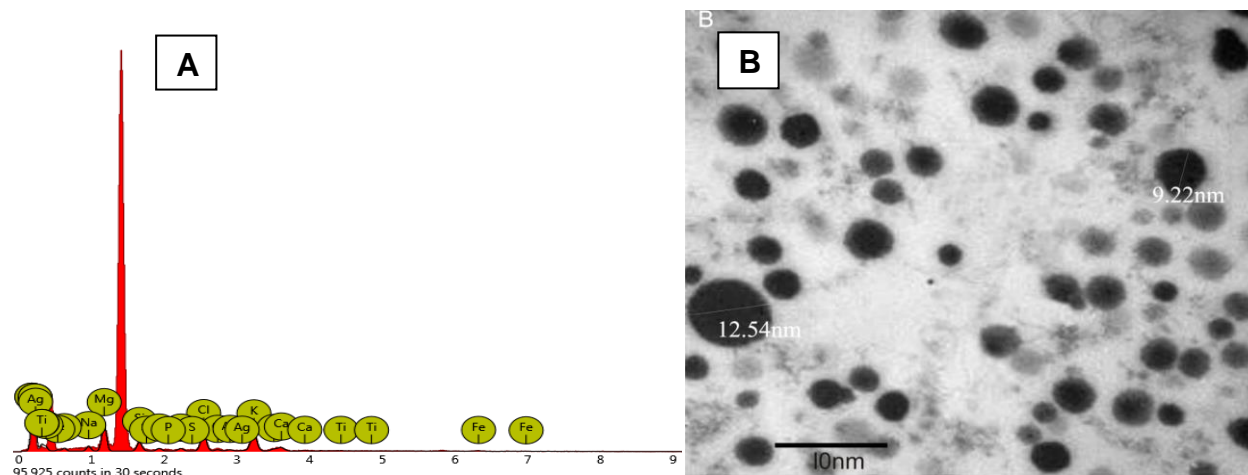 A
Ag
Ti
Na
Mg
P
S
Cl
Ag
K
Ca
Ca
Ti
Ti
Fe
Fe
0 1 2 3 4 5 6 7 8 9
95,925 counts in 30 seconds
B
B
9.22nm
12.54nm
10nm